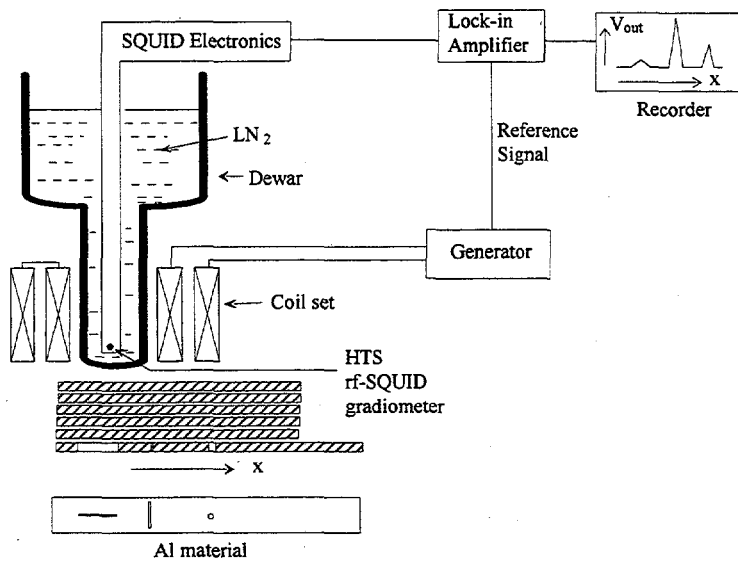 SQUID Electronics
Lock-in
Amplifier
Vout
x
Recorder
LN2
Dewar
Reference
Signal
Generator
Coil set
HTS
rf-SQUID
gradiometer
x
Al material